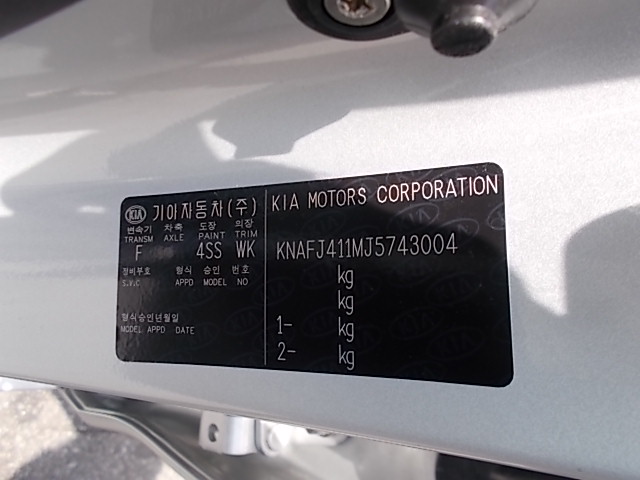 KIA 기아자동차(주)
변속기 차축 도장 의장
TRANSM AXLE PAINT TRIM
F 4SS WK
정비부호 형식 승인 번호
S.V.C APPD MODEL NO
형식승인년월일
MODEL APPD DATE
KIA MOTORS CORPORATION
KNAFJ411MJ5743004
kg
kg
1- kg
2- kg